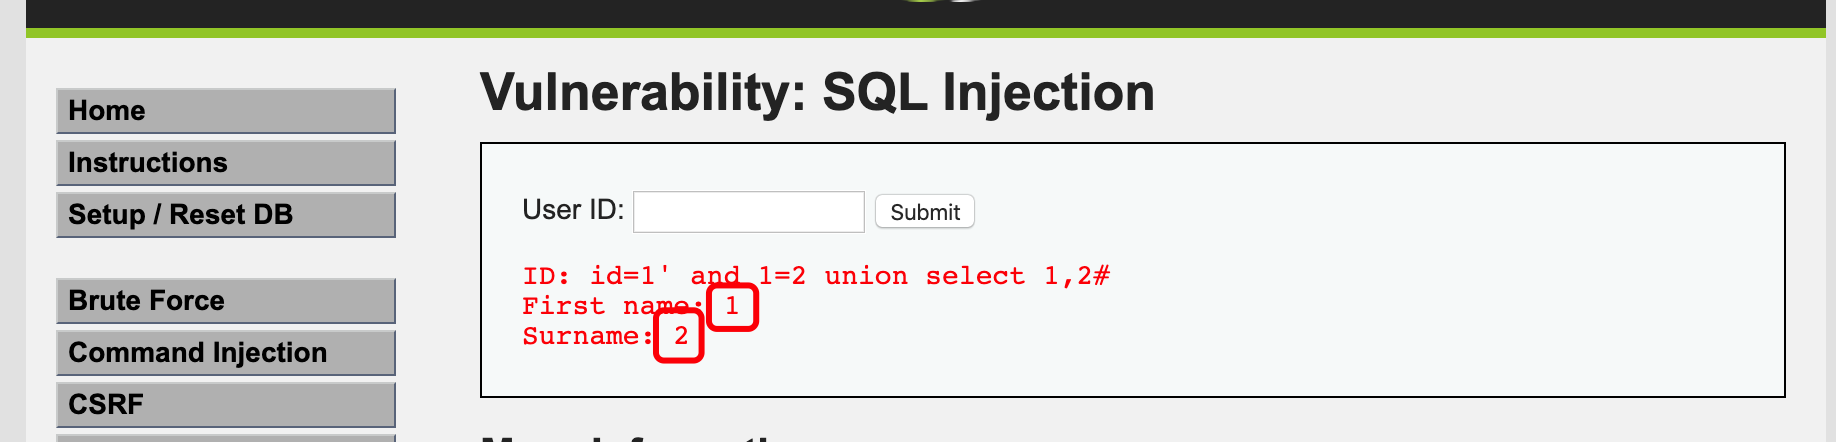 Vulnerability: SQL Injection
Home
Instructions
Setup / Reset DB
Brute Force
Command Injection
CSRF
User ID:
Submit
ID: id=1' and 1=2 union select 1,2#
First name: 1
Surname: 2